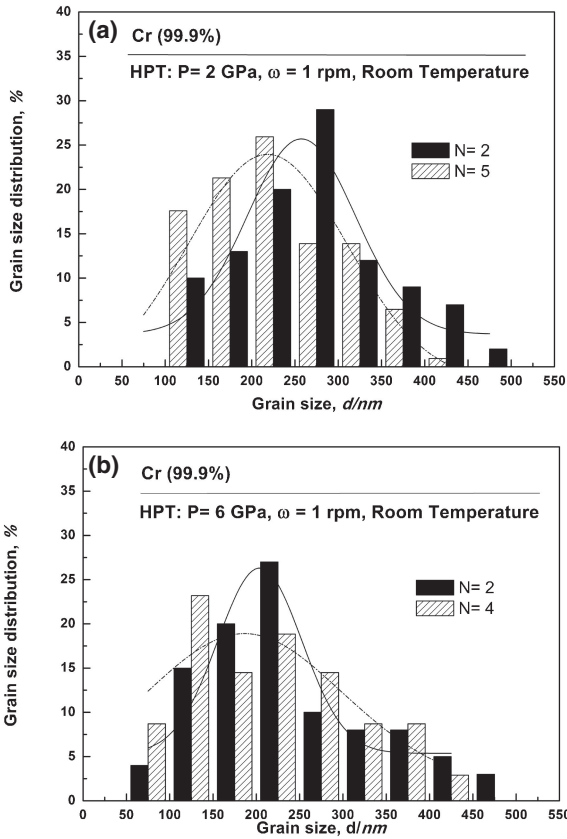 (a)
Cr (99.9%)
HPT: P= 2 GPa, ω = 1 rpm, Room Temperature
N= 2
N= 5
Grain size distribution, %
40
35
30
25
20
15
10
5
0
0 50 100 150 200 250 300 350 400 450 500 550
Grain size, d/nm
(b)
Cr (99.9%)
HPT: P= 6 GPa, ω = 1 rpm, Room Temperature
N= 2
N= 4
Grain size distribution, %
40
35
30
25
20
15
10
5
0
0 50 100 150 200 250 300 350 400 450 500 550
Grain size, d/nm